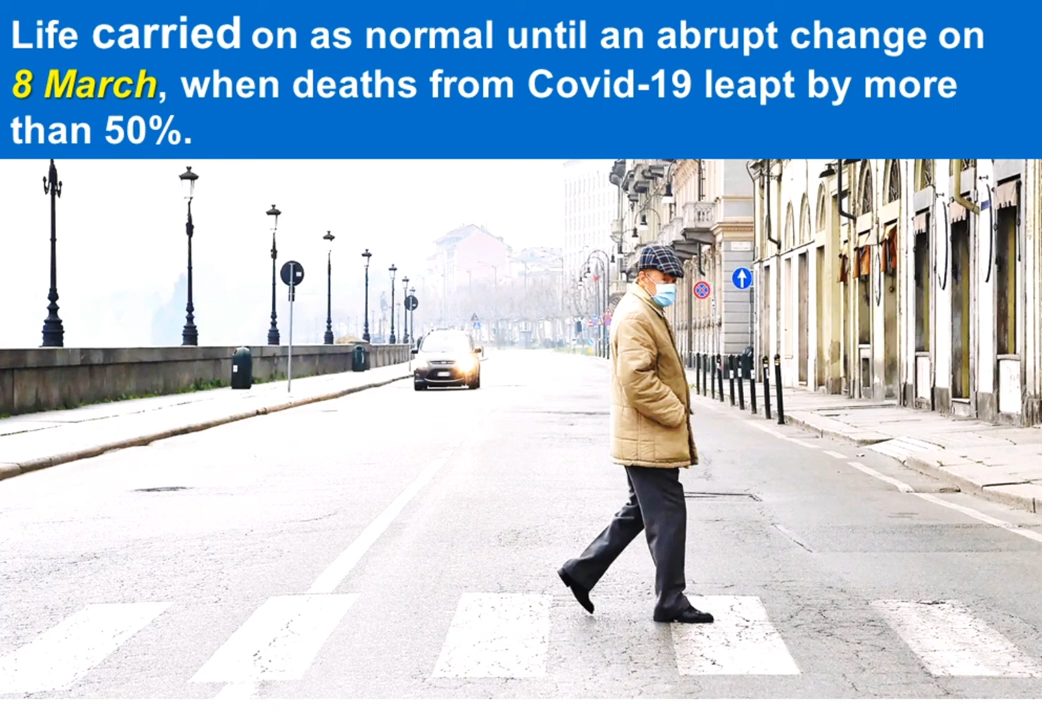 Life carried on as normal until an abrupt change on
8 March, when deaths from Covid-19 leapt by more
than 50%.